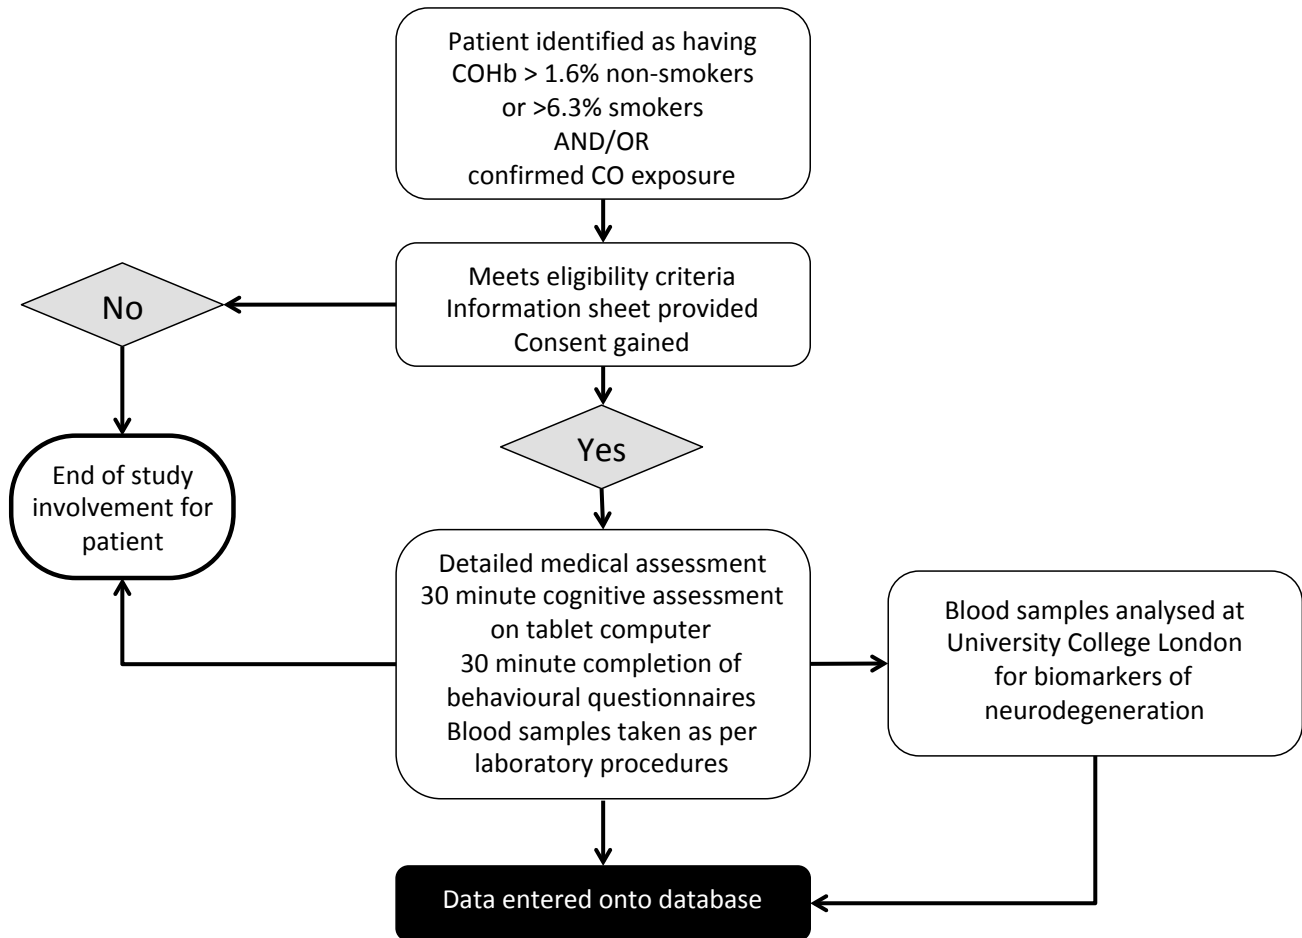 Patient identified as having
COHb > 1.6% non-smokers
or >6.3% smokers
AND/OR
confirmed CO exposure
Meets eligibility criteria
Information sheet provided
Consent gained
No
Yes
End of study
involvement for
patient
Detailed medical assessment
30 minute cognitive assessment
on tablet computer
30 minute completion of
behavioural questionnaires
Blood samples taken as per
laboratory procedures
Blood samples analysed at
University College London
for biomarkers of
neurodegeneration
Data entered onto database